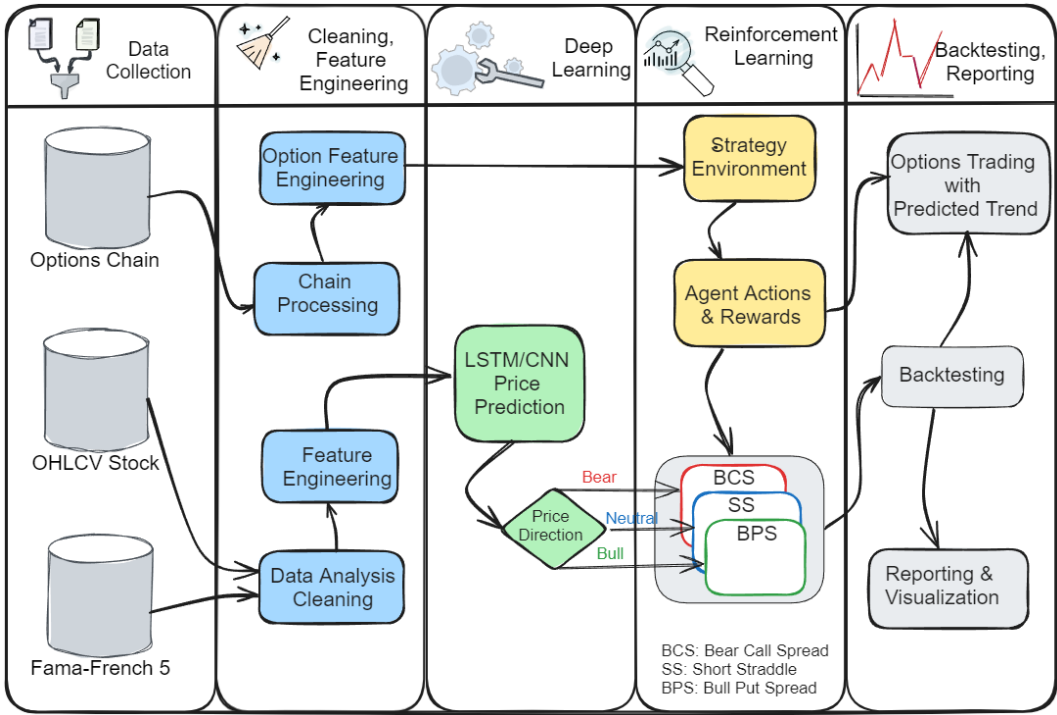 Data
Collection
Cleaning,
Feature
Engineering
Deep
Learning
Reinforcement
Learning
Backtesting,
Reporting
Options Chain
OHLCV Stock
Fama-French 5
Option Feature
Engineering
Chain
Processing
Feature
Engineering
Data Analysis
Cleaning
LSTM/CNN
Price
Prediction
Price
Direction
Bear
Neutral
Bull
Strategy
Environment
Agent Actions
& Rewards
BCS
SS
BPS
BCS: Bear Call Spread
SS: Short Straddle
BPS: Bull Put Spread
Options Trading
with
Predicted Trend
Backtesting
Reporting &
Visualization